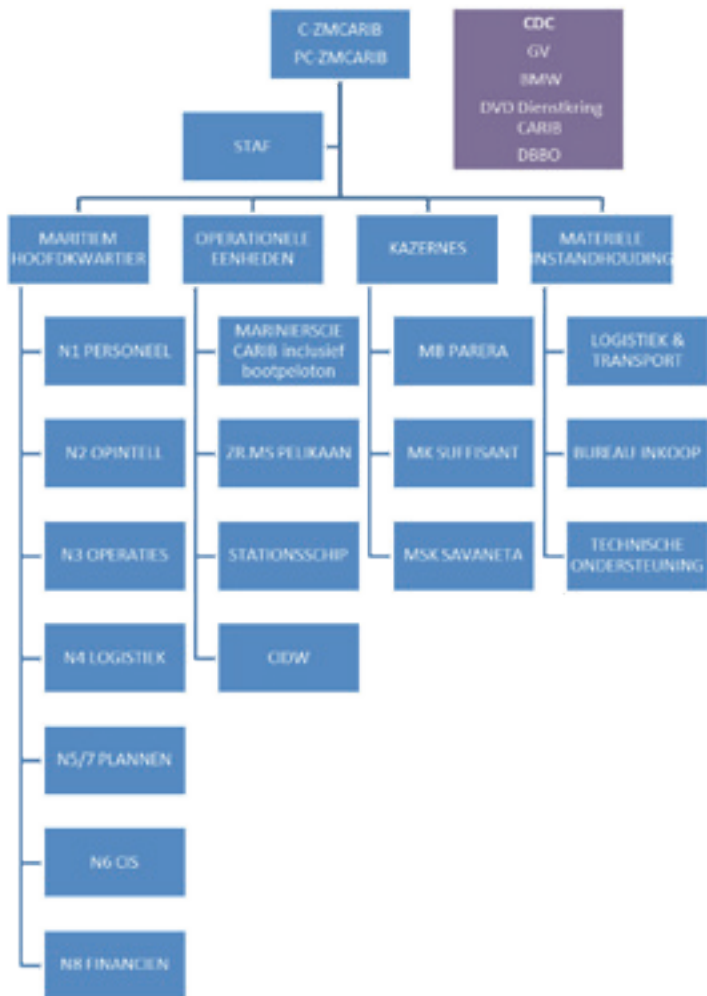 C-ZMCARIB
PC-ZMCARIB
CDC
GV
BMW
DVD Dienstkring
CARIB
DBBO
STAF
MARITIEM
HOOFDKWARTIER
OPERATIONELE
EENHEDEN
KAZERNES
MATERIELE
INSTANDHOUDING
N1 PERSONEEL
MARINIERSCIE
CARIB inclusief
bootpeloton
MB PARERA
LOGISTIEK &
TRANSPORT
N2 OPINTELL
ZR.MS PELIKAAN
MK SUFFISANT
BUREAU INKOOP
N3 OPERATIES
STATIONSSCHIP
MSK SAVANETA
TECHNISCHE
ONDERSTEUNING
N4 LOGISTIEK
CIDW
N5/7 PLANNEN
N6 CIS
N8 FINANCIEN